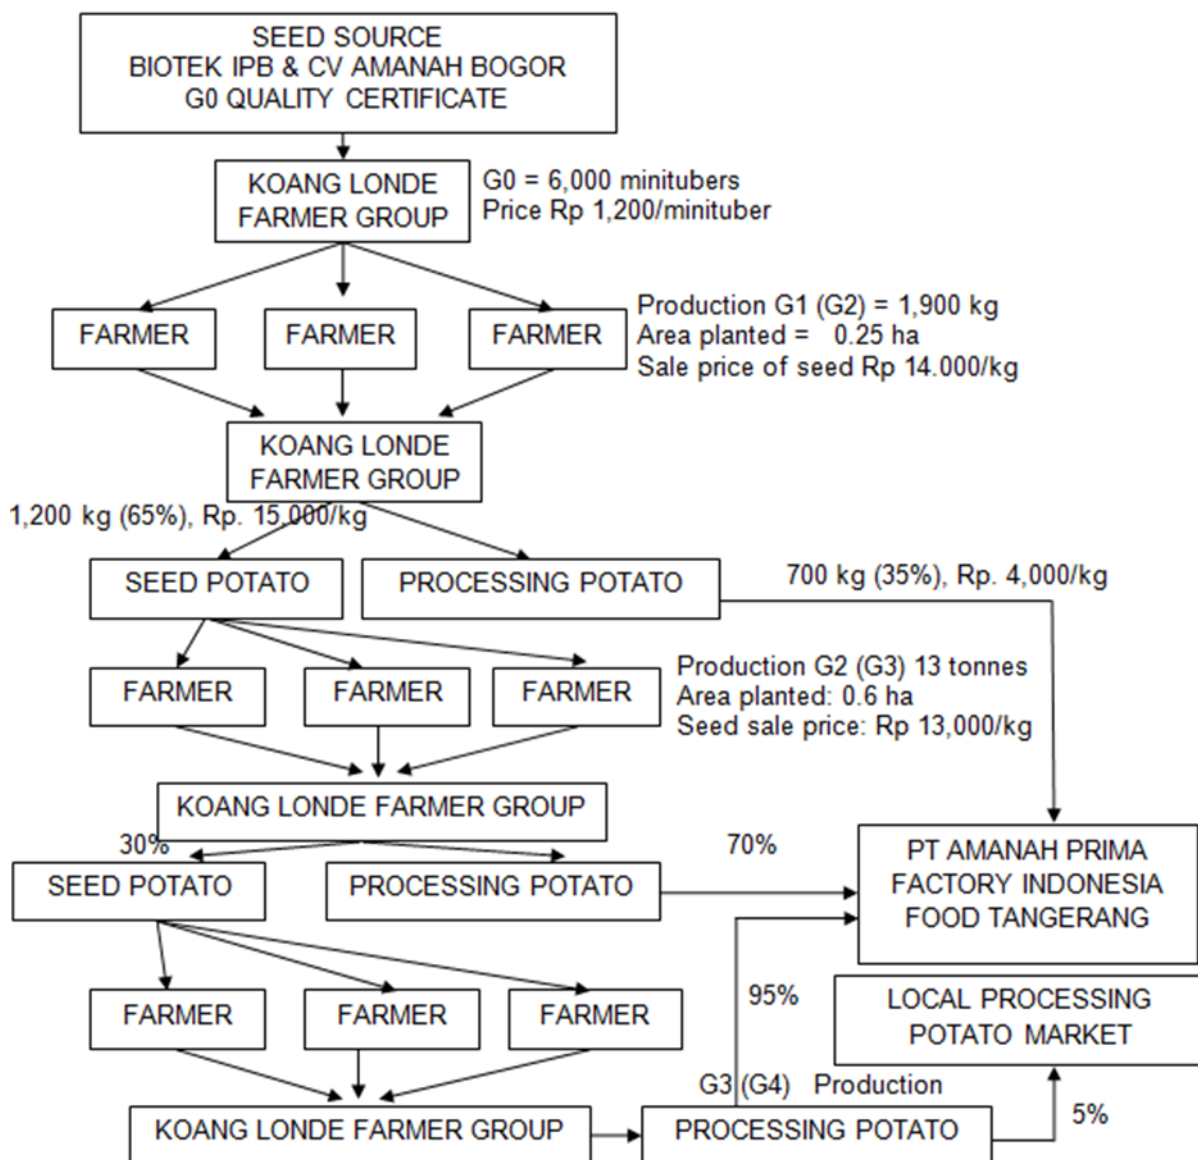 SEED SOURCE
BIOTEK IPB & CV AMANAH BOGOR
G0 QUALITY CERTIFICATE
KOANG LONDE
FARMER GROUP
G0 = 6,000 minitubers
Price Rp 1,200/minituber
FARMER
FARMER
FARMER
Production G1 (G2) = 1,900 kg
Area planted = 0.25 ha
Sale price of seed Rp 14.000/kg
KOANG LONDE
FARMER GROUP
1,200 kg (65%), Rp. 15,000/kg
SEED POTATO
PROCESSING POTATO
700 kg (35%), Rp. 4,000/kg
FARMER
FARMER
FARMER
Production G2 (G3) 13 tonnes
Area planted: 0.6 ha
Seed sale price: Rp 13,000/kg
KOANG LONDE FARMER GROUP
30%
70%
SEED POTATO
PROCESSING POTATO
PT AMANAH PRIMA
FACTORY INDONESIA
FOOD TANGERANG
FARMER
FARMER
FARMER
95%
LOCAL PROCESSING
POTATO MARKET
G3 (G4) Production
KOANG LONDE FARMER GROUP
PROCESSING POTATO
5%